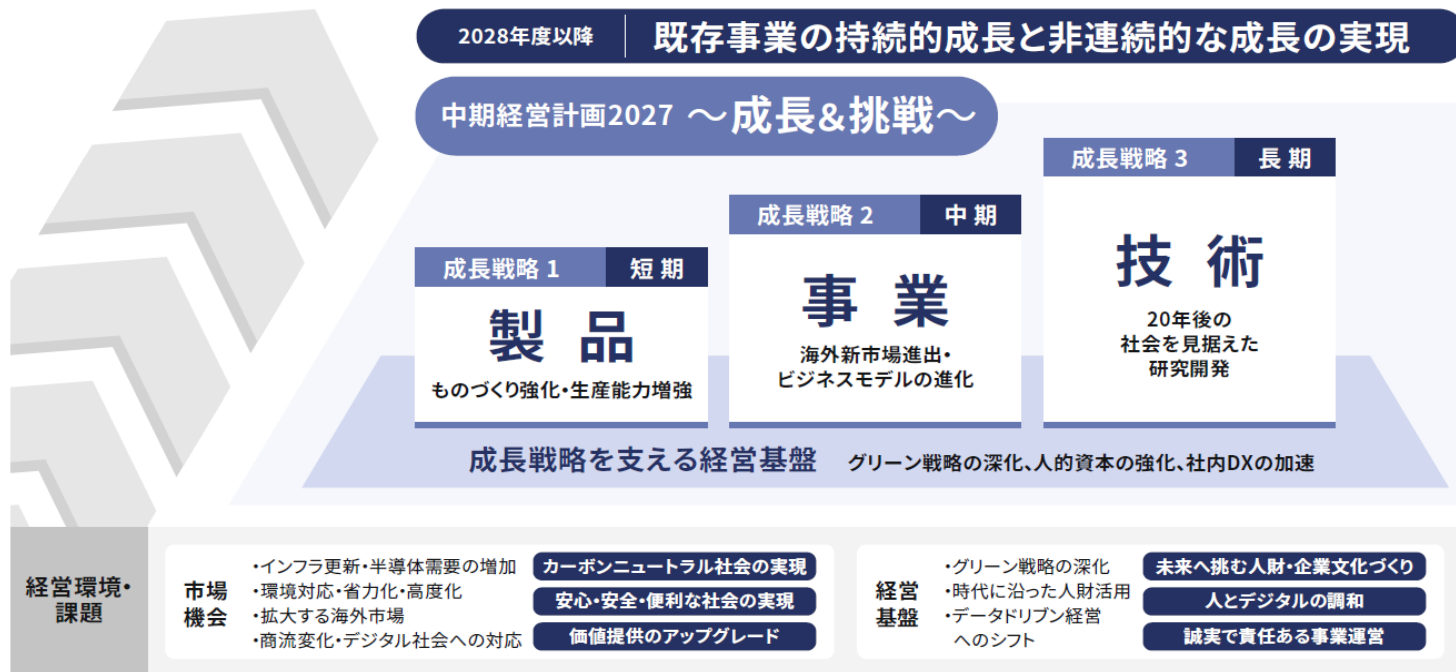 2028年度以降 既存事業の持続的成長と非連続的な成長の実現
中期経営計画2027 ～成長&挑戦～
成長戦略 1 短期
製品
ものづくり強化・生産能力増強
成長戦略 2 中期
事業
海外新市場進出・
ビジネスモデルの進化
成長戦略 3 長期
技術
20年後の
社会を見据えた
研究開発
成長戦略を支える経営基盤 グリーン戦略の深化、人的資本の強化、社内DXの加速
経営環境・
課題
市場
機会
・インフラ更新・半導体需要の増加
・環境対応・省力化・高度化
・拡大する海外市場
・商流変化・デジタル社会への対応
カーボンニュートラル社会の実現
安心・安全・便利な社会の実現
価値提供のアップグレード
経営
基盤
・グリーン戦略の深化
・時代に沿った人財活用
・データドリブン経営
へのシフト
未来へ挑む人財・企業文化づくり
人とデジタルの調和
誠実で責任ある事業運営